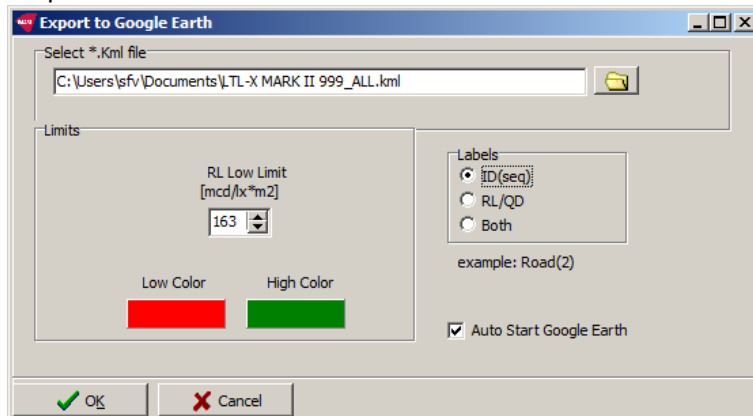 Export to Google Earth
Select *.Kml file
C:\Users\sfv\Documents\LTL-X MARK II 999_ALL.kml
Limits
RL Low Limit
[mcd/lx*m2]
163
Low Color High Color
Labels
ID(seq)
RL/QD
Both
example: Road(2)
Auto Start Google Earth
OK Cancel